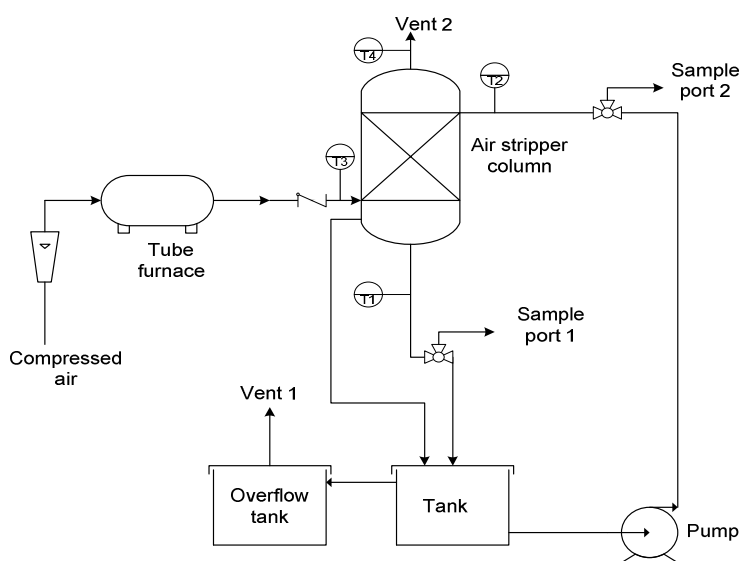 Vent 2
T4
T2
Sample
port 2
Air stripper
column
T3
Tube
furnace
T1
Sample
port 1
Compressed
air
Vent 1
Overflow
tank
Tank
Pump